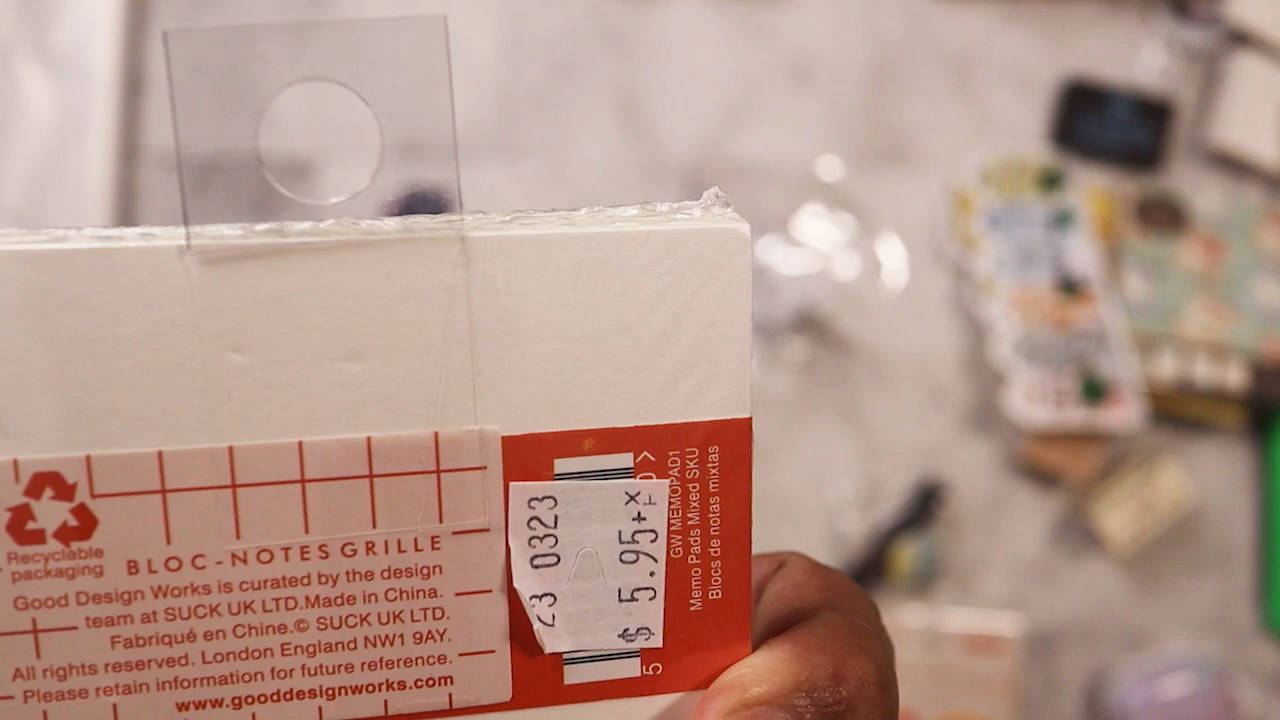 Recyclable
packaging
BLOC-NOTES GRILLE
Good Design Works is curated by the design
team at SUCK UK LTD.Made in China.
Fabriqué en Chine.© SUCK UK LTD.
All rights reserved. London England NW1 9AY.
Please retain information for future reference.
www.gooddesignworks.com
23 0323
$ 5.95+X
5
>
GW MEMOPAD1
Memo Pads Mixed SKU
Blocs de notas mixtas